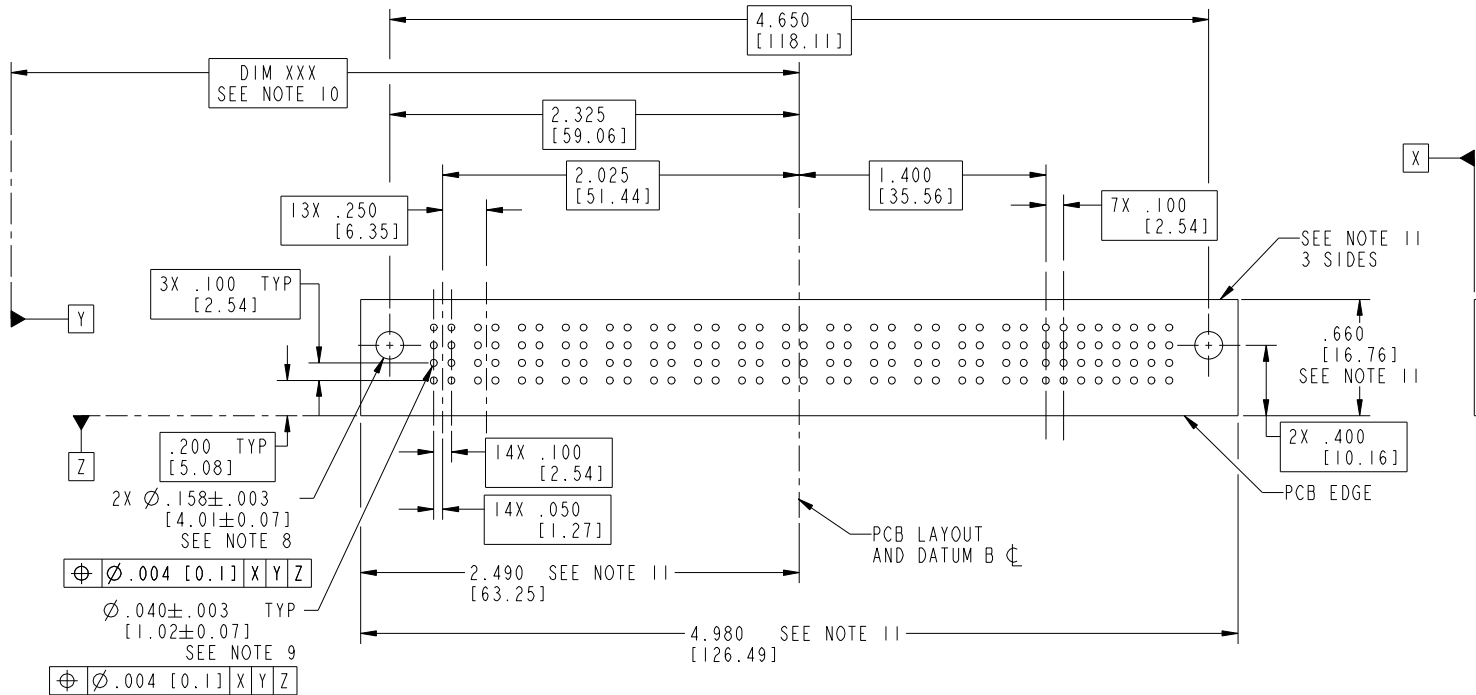 4.650
[118.11]
DIM XXX
SEE NOTE 10
2.325
[59.06]
2.025
[51.44]
1.400
[35.56]
X
13X .250
[6.35]
7X .100
[2.54]
SEE NOTE 11
3 SIDES
3X .100 TYP
[2.54]
Y
.660
[16.76]
SEE NOTE 11
.200 TYP
[5.08]
Z
14X .100
[2.54]
2X .400
[10.16]
2X Ø.158±.003
[4.01±0.07]
SEE NOTE 8
14X .050
[1.27]
PCB EDGE
PCB LAYOUT
AND DATUM B ℄
⌖ Ø.004 [0.1] X Y Z
2.490 SEE NOTE 11
[63.25]
Ø.040±.003 TYP
[1.02±0.07]
SEE NOTE 9
4.980 SEE NOTE 11
[126.49]
⌖ Ø.004 [0.1] X Y Z